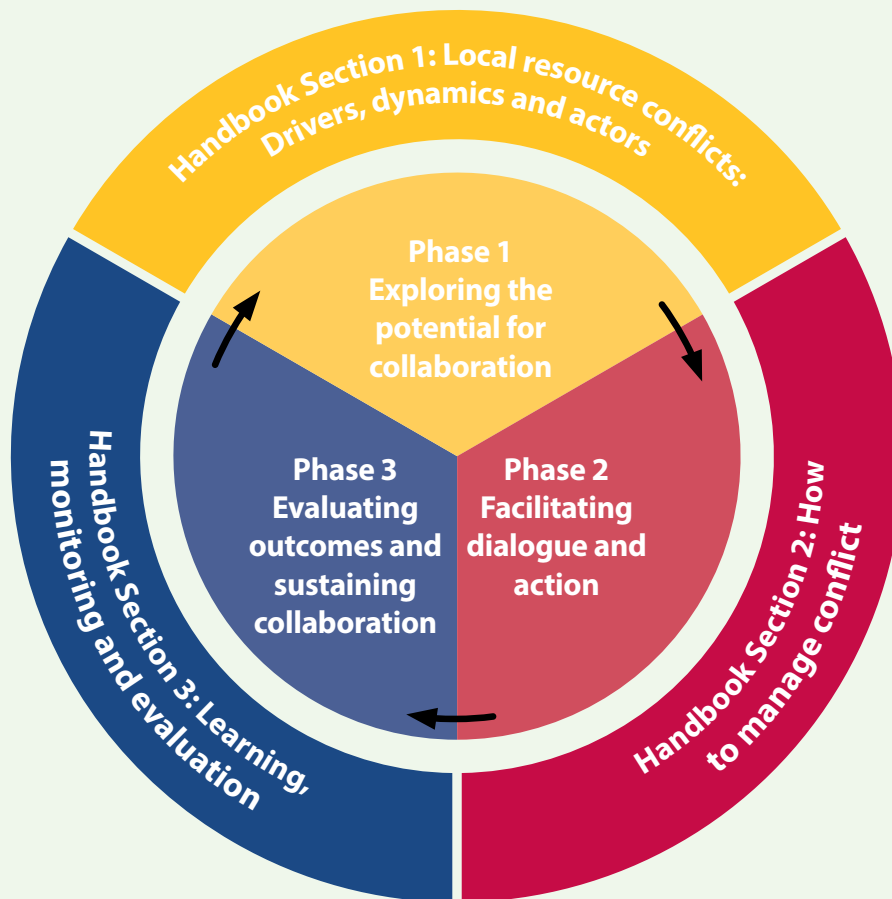 Handbook Section 1: Local resource conflicts:
Drivers, dynamics and actors
Phase 1
Exploring the
potential for
collaboration
Phase 2
Facilitating
dialogue and
action
Phase 3
Evaluating
outcomes and
sustaining
collaboration
Handbook Section 2: How
to manage conflict
Handbook Section 3: Learning,
monitoring and evaluation